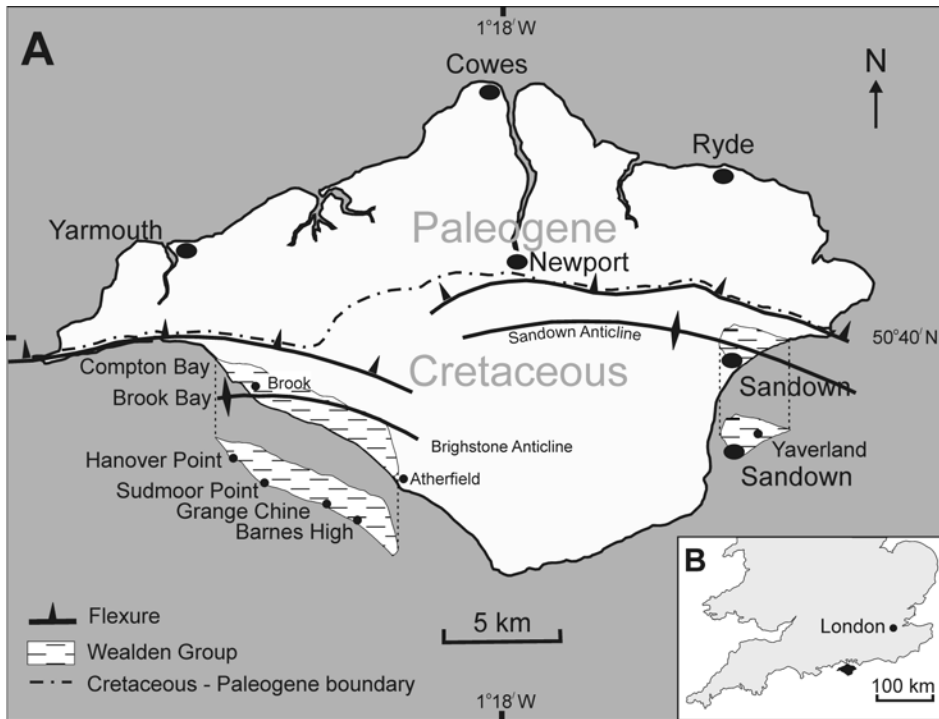 A
1°18′ W
N
Cowes
Ryde
Yarmouth
Paleogene
Newport
Sandown Anticline
50°40′ N
Compton Bay
Cretaceous
Brook
Sandown
Brook Bay
Brighstone Anticline
Yaverland
Hanover Point
Sandown
Atherfield
Sudmoor Point
Grange Chine
Barnes High
B
Flexure
5 km
London
Wealden Group
Cretaceous - Paleogene boundary
100 km
1°18′ W